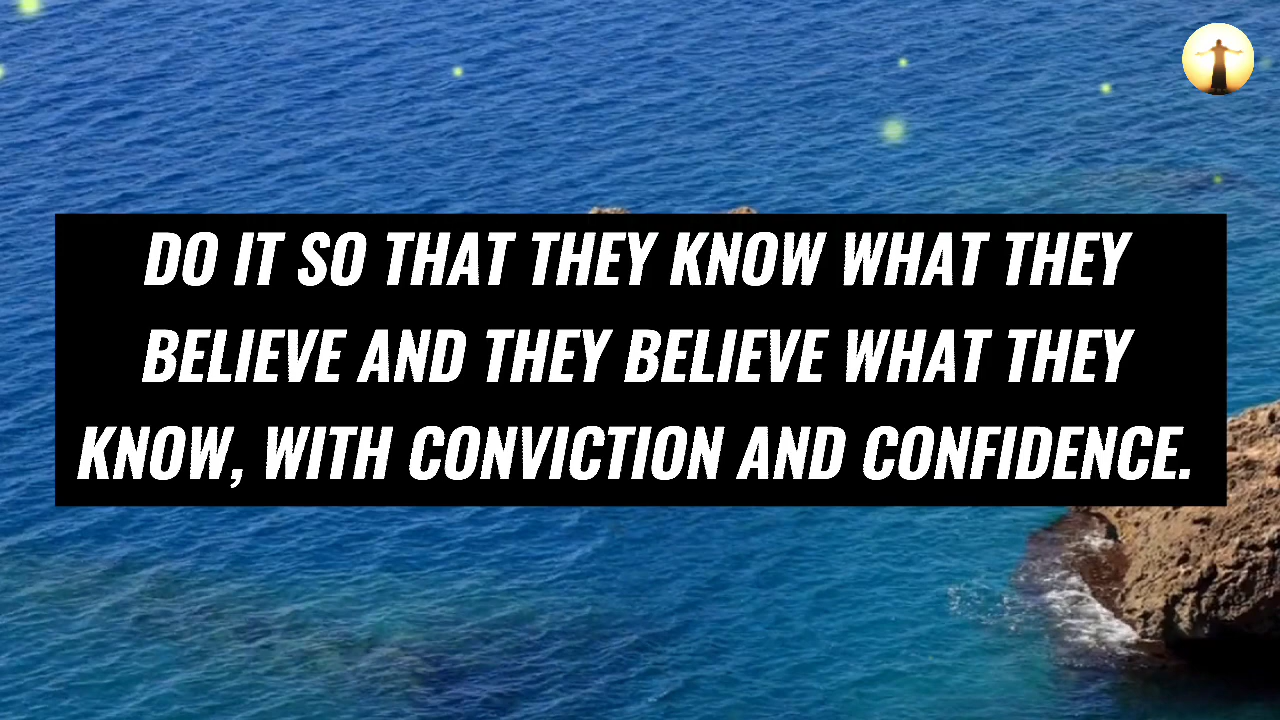 DO IT SO THAT THEY KNOW WHAT THEY
BELIEVE AND THEY BELIEVE WHAT THEY
KNOW, WITH CONVICTION AND CONFIDENCE.